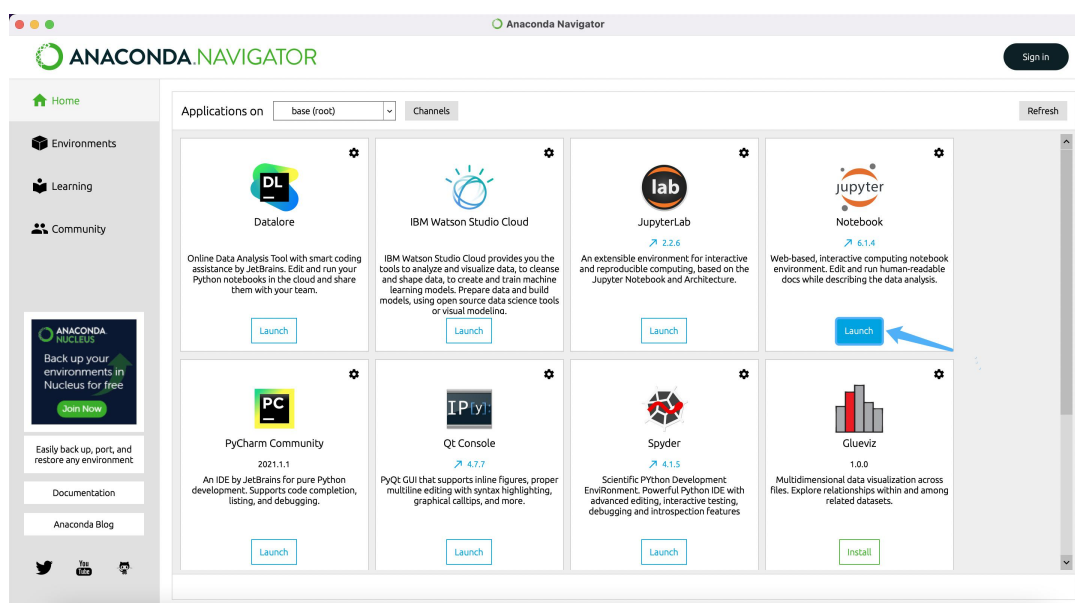 Anaconda Navigator
ANACONDA.NAVIGATOR
Sign in
Home
Environments
Learning
Community
ANACONDA.
NUCLEUS
Back up your
environments in
Nucleus for free
Join Now
Easily back up, port, and
restore any environment
Documentation
Anaconda Blog
You
Tube
Applications on
base (root)
Channels
Refresh
DL
Datalore
Online Data Analysis Tool with smart coding
assistance by JetBrains. Edit and run your
Python notebooks in the cloud and share
them with your team.
Launch
IBM Watson Studio Cloud
IBM Watson Studio Cloud provides you the
tools to analyze and visualize data, to cleanse
and shape data, to create and train machine
learning models. Prepare data and build
models, using open source data science tools
or visual modeling.
Launch
lab
JupyterLab
2.2.6
An extensible environment for interactive
and reproducible computing, based on the
Jupyter Notebook and Architecture.
Launch
jupyter
Notebook
6.1.4
Web-based, interactive computing notebook
environment. Edit and run human-readable
docs while describing the data analysis.
Launch
PC
PyCharm Community
2021.1.1
An IDE by JetBrains for pure Python
development. Supports code completion,
listing, and debugging.
Launch
IP[y]:
Qt Console
4.7.7
PyQt GUI that supports inline figures, proper
multiline editing with syntax highlighting,
graphical calltips, and more.
Launch
Spyder
4.1.5
Scientific PYthon Development
EnviRonment. Powerful Python IDE with
advanced editing, interactive testing,
debugging and introspection features
Launch
Glueviz
1.0.0
Multidimensional data visualization across
files. Explore relationships within and among
related datasets.
Install